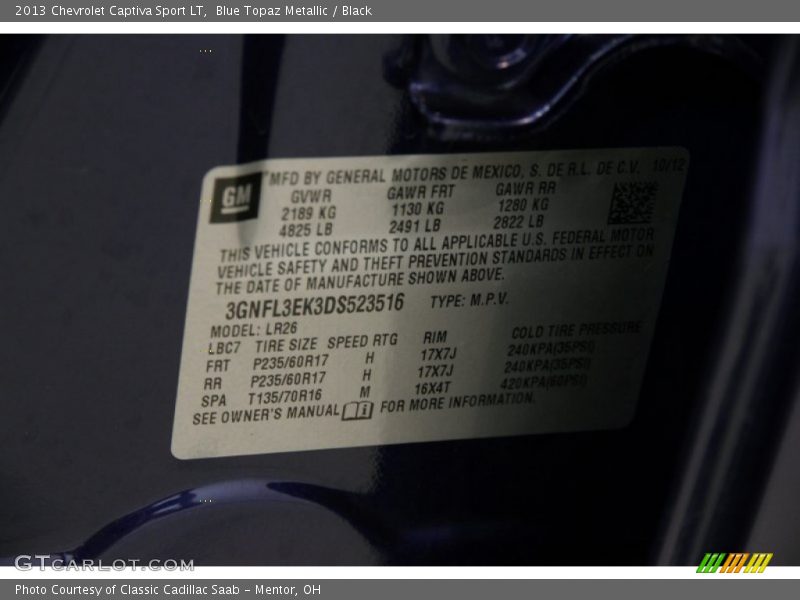 2013 Chevrolet Captiva Sport LT, Blue Topaz Metallic / Black
GM
MFD BY GENERAL MOTORS DE MEXICO, S. DE R.L. DE C.V. 10/12
GVWR GAWR FRT GAWR RR
2189 KG 1130 KG 1280 KG
4825 LB 2491 LB 2822 LB
THIS VEHICLE CONFORMS TO ALL APPLICABLE U.S. FEDERAL MOTOR
VEHICLE SAFETY AND THEFT PREVENTION STANDARDS IN EFFECT ON
THE DATE OF MANUFACTURE SHOWN ABOVE.
3GNFL3EK3DS523516 TYPE: M.P.V.
MODEL: LR26
LBC7 TIRE SIZE SPEED RTG RIM COLD TIRE PRESSURE
FRT P235/60R17 H 17X7J 240KPA(35PSI)
RR P235/60R17 H 17X7J 240KPA(35PSI)
SPA T135/70R16 M 16X4T 420KPA(60PSI)
SEE OWNER'S MANUAL FOR MORE INFORMATION.
GTCARLOT.COM
Photo Courtesy of Classic Cadillac Saab - Mentor, OH